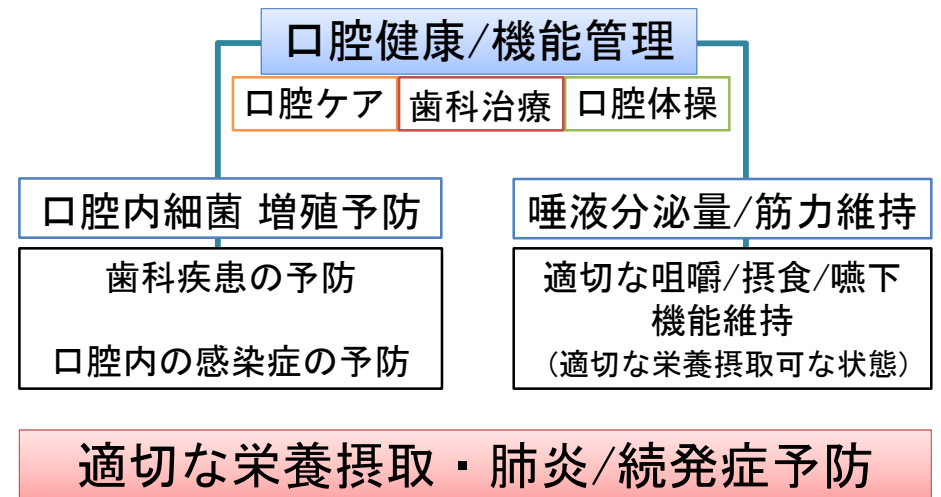 口腔健康/機能管理
口腔ケア
歯科治療
口腔体操
口腔内細菌 増殖予防
歯科疾患の予防
口腔内の感染症の予防
唾液分泌量/筋力維持
適切な咀嚼/摂食/嚥下
機能維持
(適切な栄養摂取可な状態)
適切な栄養摂取・肺炎/続発症予防